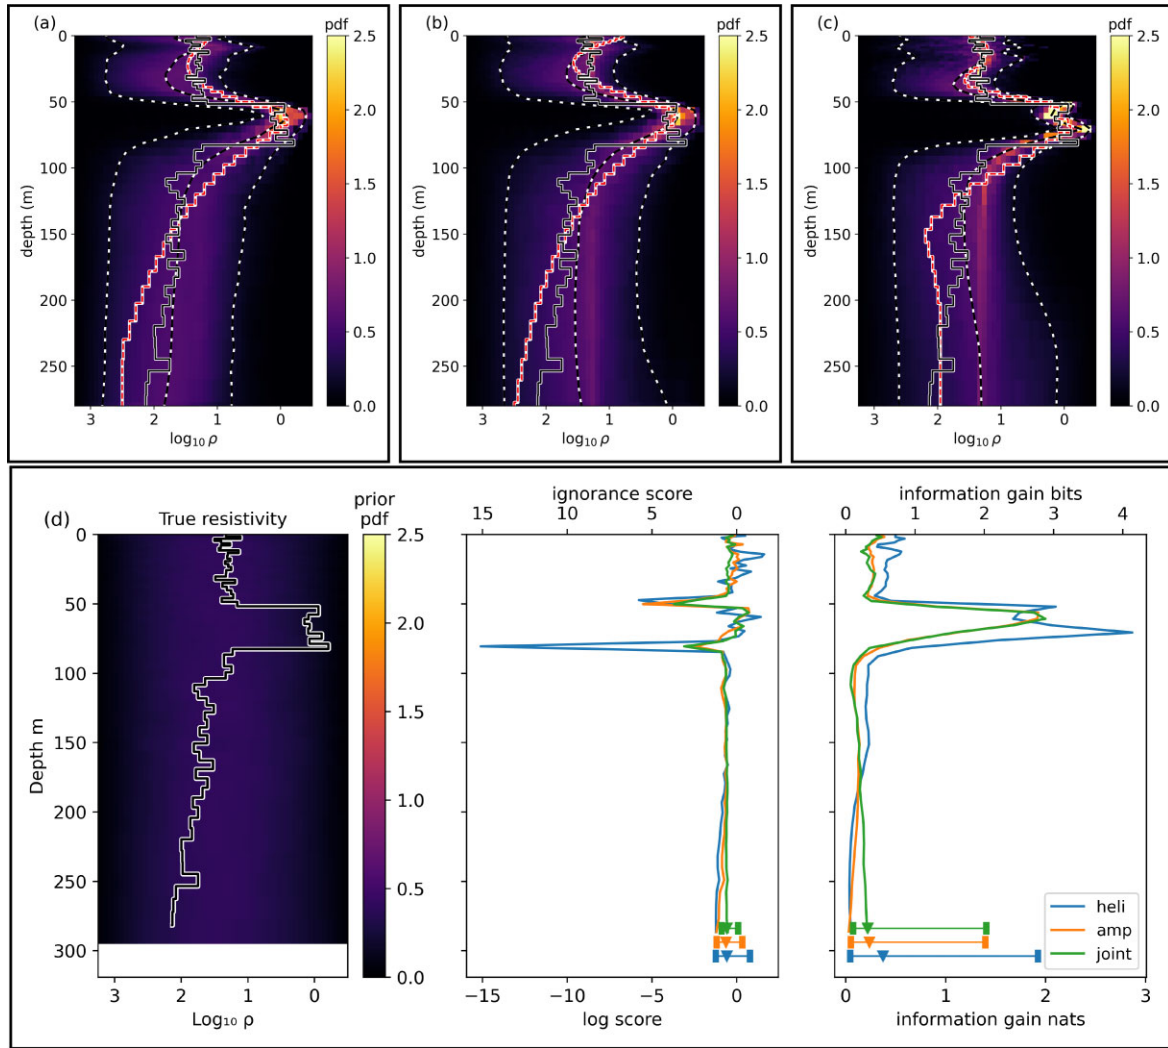 (a)
pdf
0
50
100
150
200
250
depth (m)
3 2 1 0
log₁₀ ρ
2.5
2.0
1.5
1.0
0.5
0.0
(b)
pdf
0
50
100
150
200
250
depth (m)
3 2 1 0
log₁₀ ρ
2.5
2.0
1.5
1.0
0.5
0.0
(c)
pdf
0
50
100
150
200
250
depth (m)
3 2 1 0
log₁₀ ρ
2.5
2.0
1.5
1.0
0.5
0.0
(d)
True resistivity
prior
pdf
0
50
100
150
200
250
300
Depth m
3 2 1 0
Log₁₀ ρ
2.5
2.0
1.5
1.0
0.5
0.0
ignorance score
15 10 5 0
−15 −10 −5 0
log score
information gain bits
0 1 2 3 4
heli
amp
joint
0 1 2 3
information gain nats